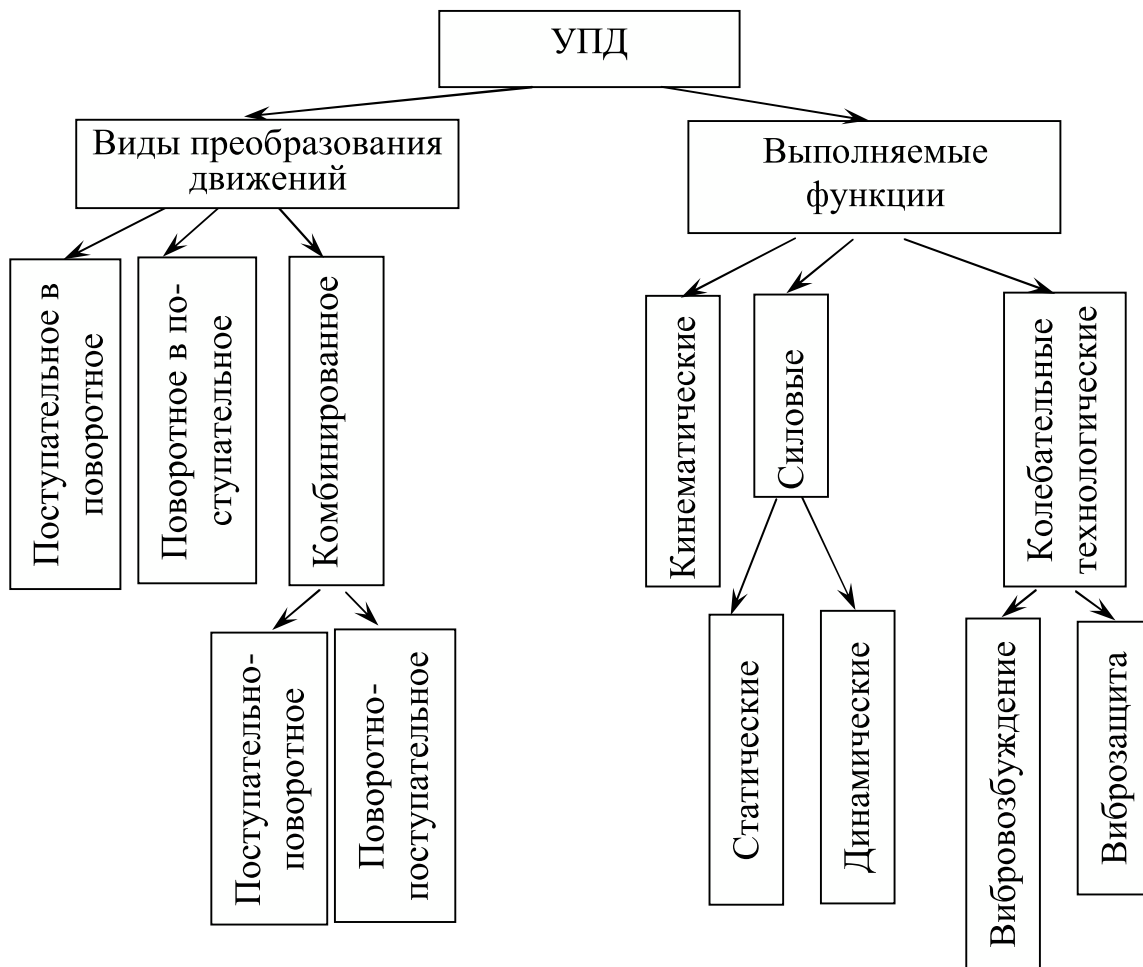 УПД
Виды преобразования
движений
Выполняемые
функции
Поступательное в
поворотное
Поворотное в по-
ступательное
Комбинированное
Кинематические
Силовые
Колебательные
технологические
Поступательно-
поворотное
Поворотно-
поступательное
Статические
Динамические
Вибровозбуждение
Виброзащита